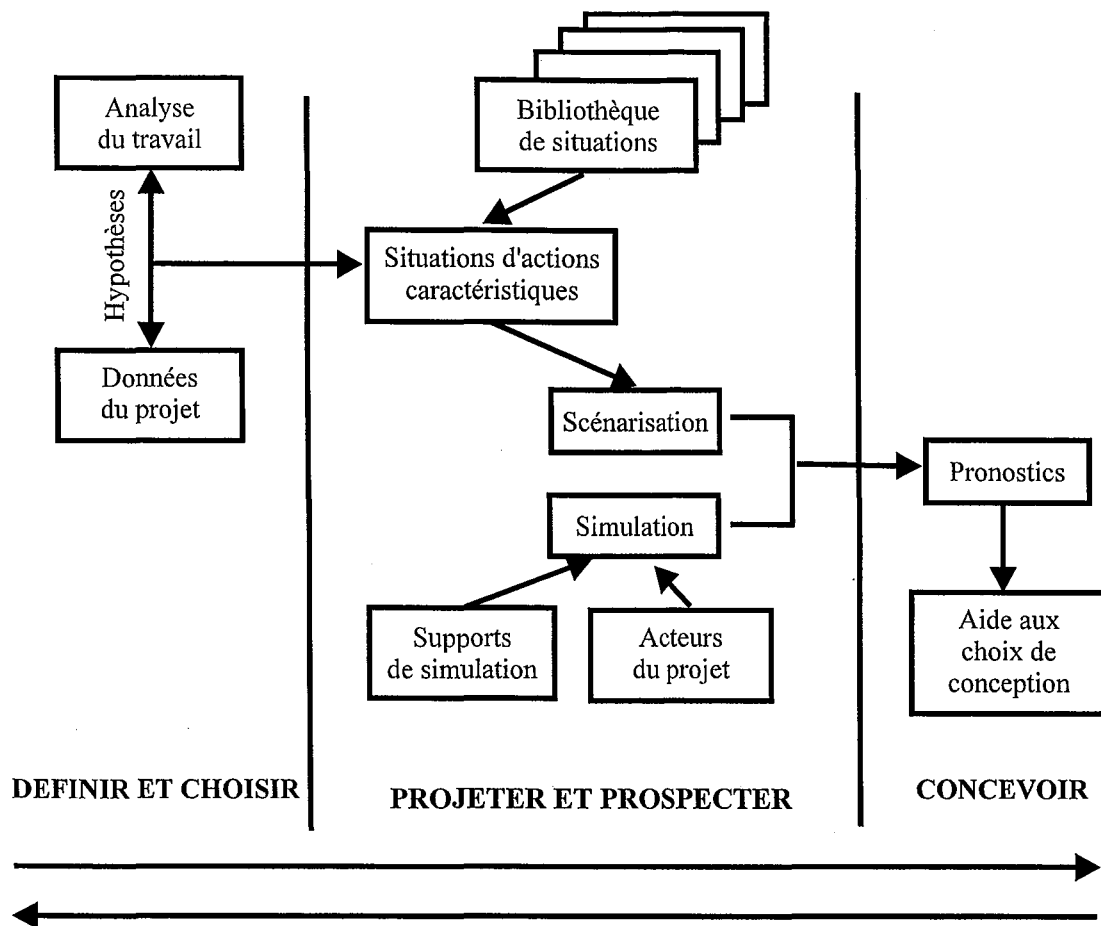 Analyse
du travail
Hypothèses
Données
du projet
Bibliothèque
de situations
Situations d'actions
caractéristiques
Scénarisation
Simulation
Supports
de simulation
Acteurs
du projet
Pronostics
Aide aux
choix de
conception
DEFINIR ET CHOISIR
PROJETER ET PROSPECTER
CONCEVOIR